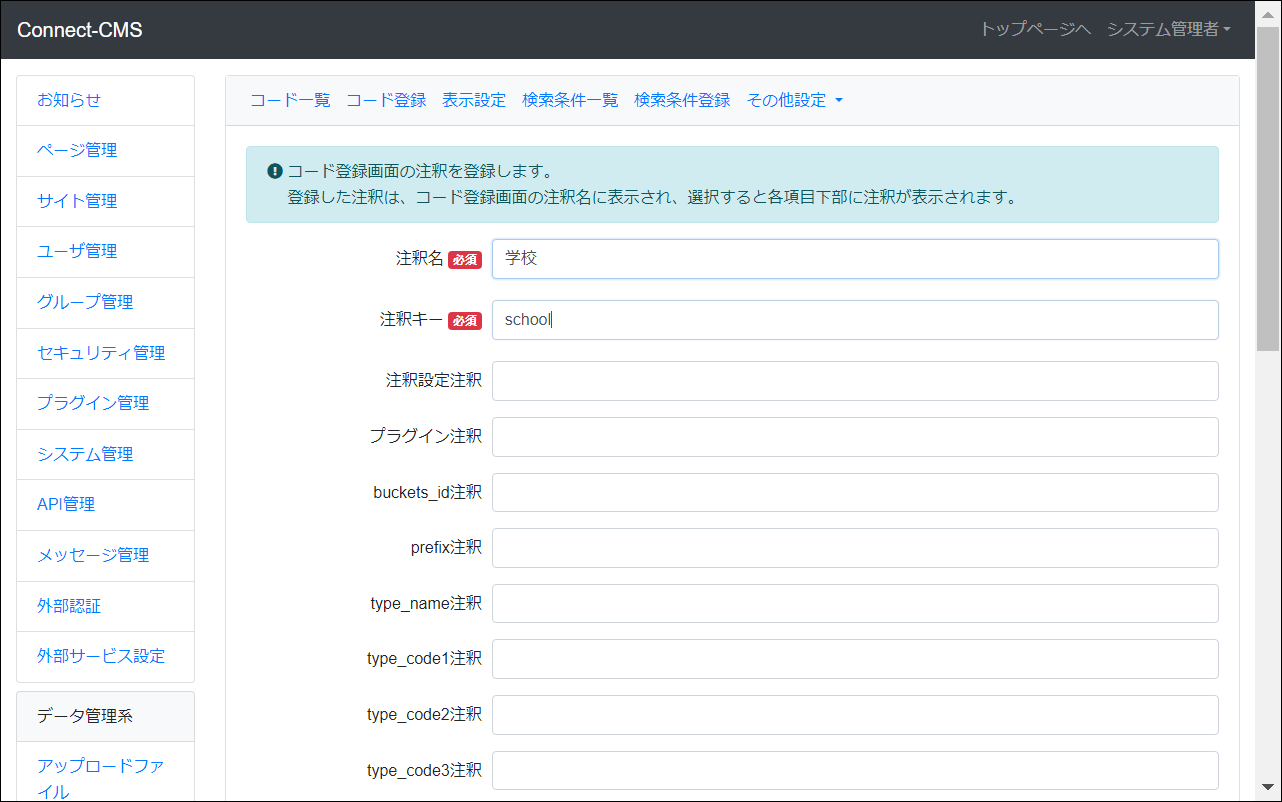 Connect-CMS
トップページへ システム管理者
お知らせ
ページ管理
サイト管理
ユーザ管理
グループ管理
セキュリティ管理
プラグイン管理
システム管理
API管理
メッセージ管理
外部認証
外部サービス設定
データ管理系
アップロードファ
イル
コード一覧 コード登録 表示設定 検索条件一覧 検索条件登録 その他設定
コード登録画面の注釈を登録します。
登録した注釈は、コード登録画面の注釈名に表示され、選択すると各項目下部に注釈が表示されます。
注釈名 必須 学校
注釈キー 必須 school
注釈設定注釈
プラグイン注釈
buckets_id注釈
prefix注釈
type_name注釈
type_code1注釈
type_code2注釈
type_code3注釈